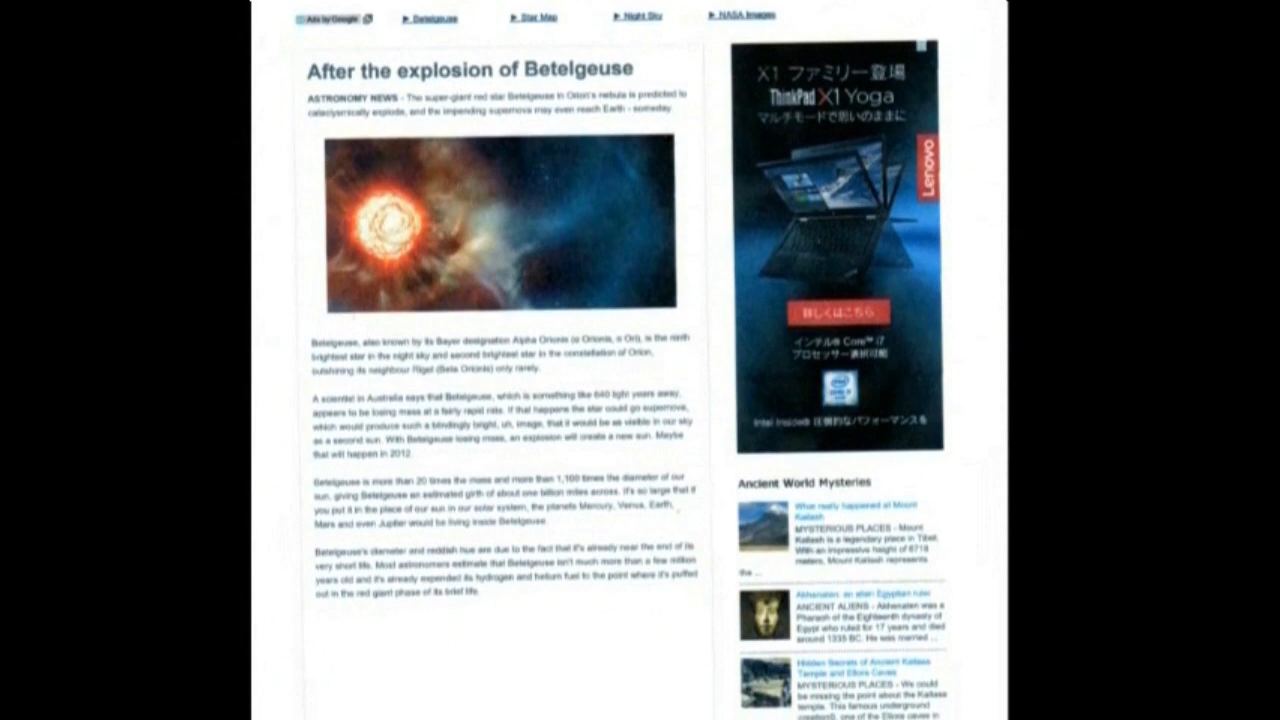 Ads by Google
► Betelgeuse
► Star Map
► Night Sky
► NASA Images
After the explosion of Betelgeuse
ASTRONOMY NEWS - The super-giant red star Betelgeuse in Orion's nebula is predicted to
cataclysmically explode, and the impending supernova may even reach Earth - someday.
Betelgeuse, also known by its Bayer designation Alpha Orionis (α Orionis, α Ori), is the ninth
brightest star in the night sky and second brightest star in the constellation of Orion,
outshining its neighbour Rigel (Beta Orionis) only rarely.
A scientist in Australia says that Betelgeuse, which is something like 640 light years away,
appears to be losing mass at a fairly rapid rate. If that happens the star could go supernova,
which would produce such a blindingly bright, uh, image, that it would be as visible in our sky
as a second sun. With Betelgeuse losing mass, an explosion will create a new sun. Maybe
that will happen in 2012.
Betelgeuse is more than 20 times the mass and more than 1,100 times the diameter of our
sun, giving Betelgeuse an estimated girth of about one billion miles across. It's so large that if
you put it in the place of our sun in our solar system, the planets Mercury, Venus, Earth,
Mars and even Jupiter would be living inside Betelgeuse.
Betelgeuse's diameter and reddish hue are due to the fact that it's already near the end of its
very short life. Most astronomers estimate that Betelgeuse isn't much more than a few million
years old and it's already expended its hydrogen and helium fuel to the point where it's puffed
out in the red giant phase of its brief life.
X1 ファミリー登場
ThinkPad X1 Yoga
マルチモードで思いのままに
Lenovo
詳しくはこちら
インテル® Core™ i7
プロセッサー選択可能
intel
Intel Inside® 圧倒的なパフォーマンスを
Ancient World Mysteries
What really happened at Mount
Kailash
MYSTERIOUS PLACES - Mount
Kailash is a legendary place in Tibet.
With an impressive height of 6718
meters, Mount Kailash represents
the ...
Akhenaten: an alien Egyptian ruler
ANCIENT ALIENS - Akhenaten was a
Pharaoh of the Eighteenth dynasty of
Egypt who ruled for 17 years and died
around 1335 BC. He was married ...
Hidden Secrets of Ancient Kailasa
Temple and Ellora Caves
MYSTERIOUS PLACES - We could
be missing the point about the Kailasa
temple. This famous underground
one of the Ellora caves in